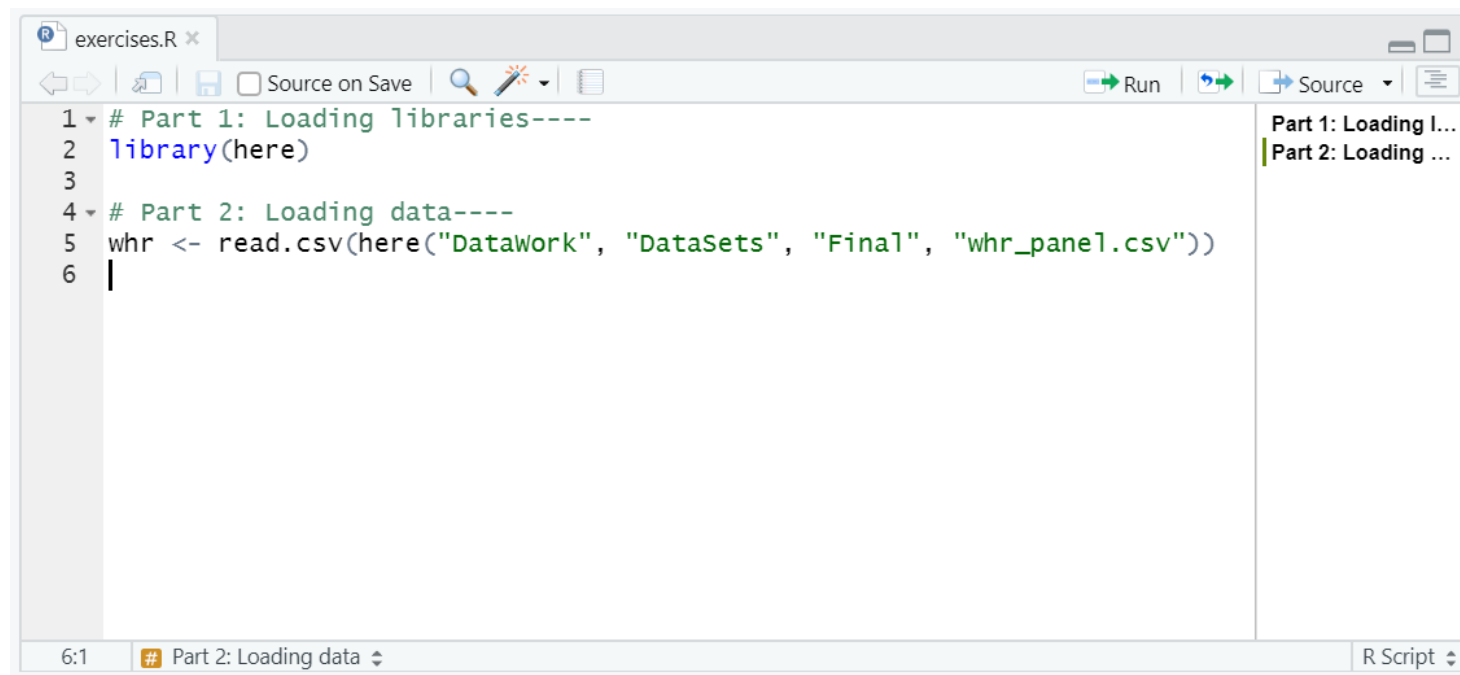 exercises.R
Source on Save Run Source
1 # Part 1: Loading libraries----
2 library(here)
3
4 # Part 2: Loading data----
5 whr <- read.csv(here("DataWork", "DataSets", "Final", "whr_panel.csv"))
6
Part 1: Loading l...
Part 2: Loading ...
6:1 # Part 2: Loading data R Script